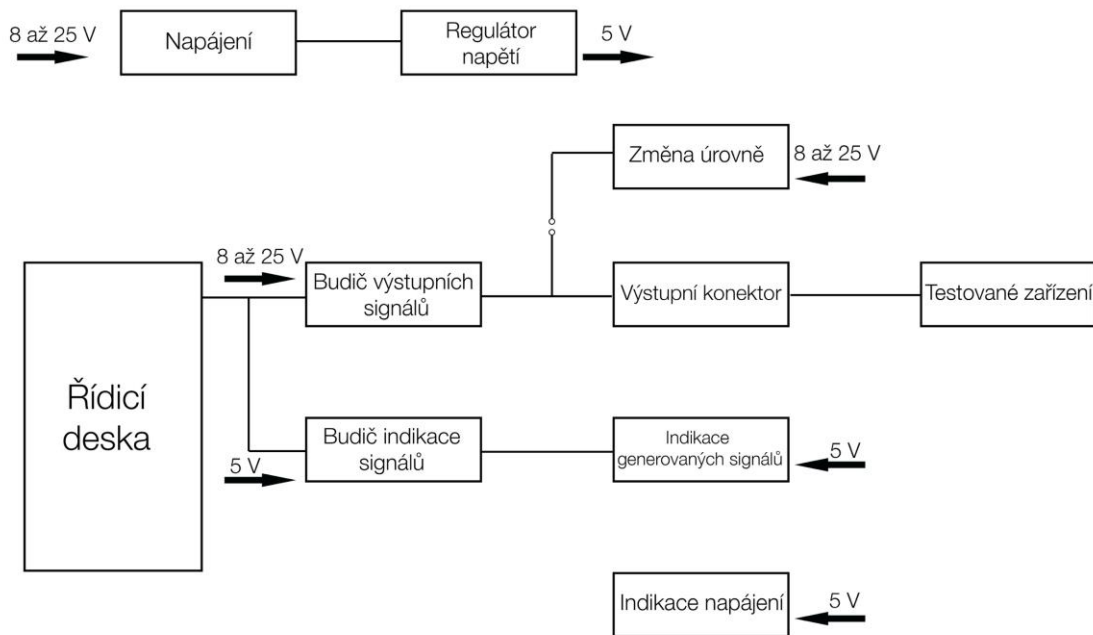 8 až 25 V
Napájení
Regulátor
napětí
5 V
Změna úrovně
8 až 25 V
8 až 25 V
Budič výstupních
signálů
Výstupní konektor
Testované zařízení
Řídicí
deska
Budič indikace
signálů
5 V
Indikace
generovaných signálů
5 V
Indikace napájení
5 V